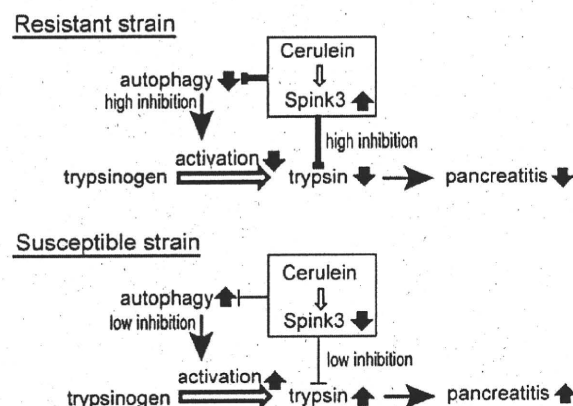 Resistant strain
Cerulein
autophagy
Spink3
high inhibition
high inhibition
activation
trypsinogen
trypsin
pancreatitis
Susceptible strain
Cerulein
autophagy
Spink3
low inhibition
low inhibition
activation
trypsinogen
trypsin
pancreatitis